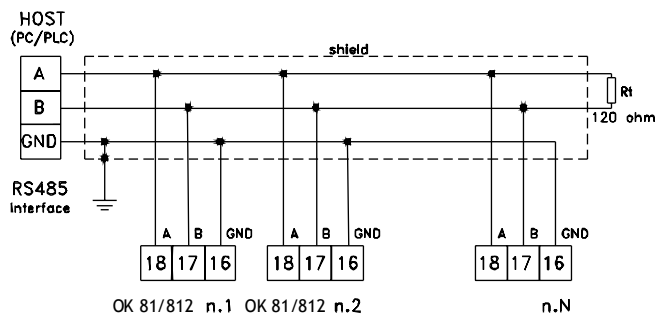 HOST
(PC/PLC)
shield
A
B
GND
Rt
120 ohm
RS485
Interface
A B GND
A B GND
A B GND
18 17 16
18 17 16
18 17 16
OK 81/812 n.1
OK 81/812 n.2
n.N